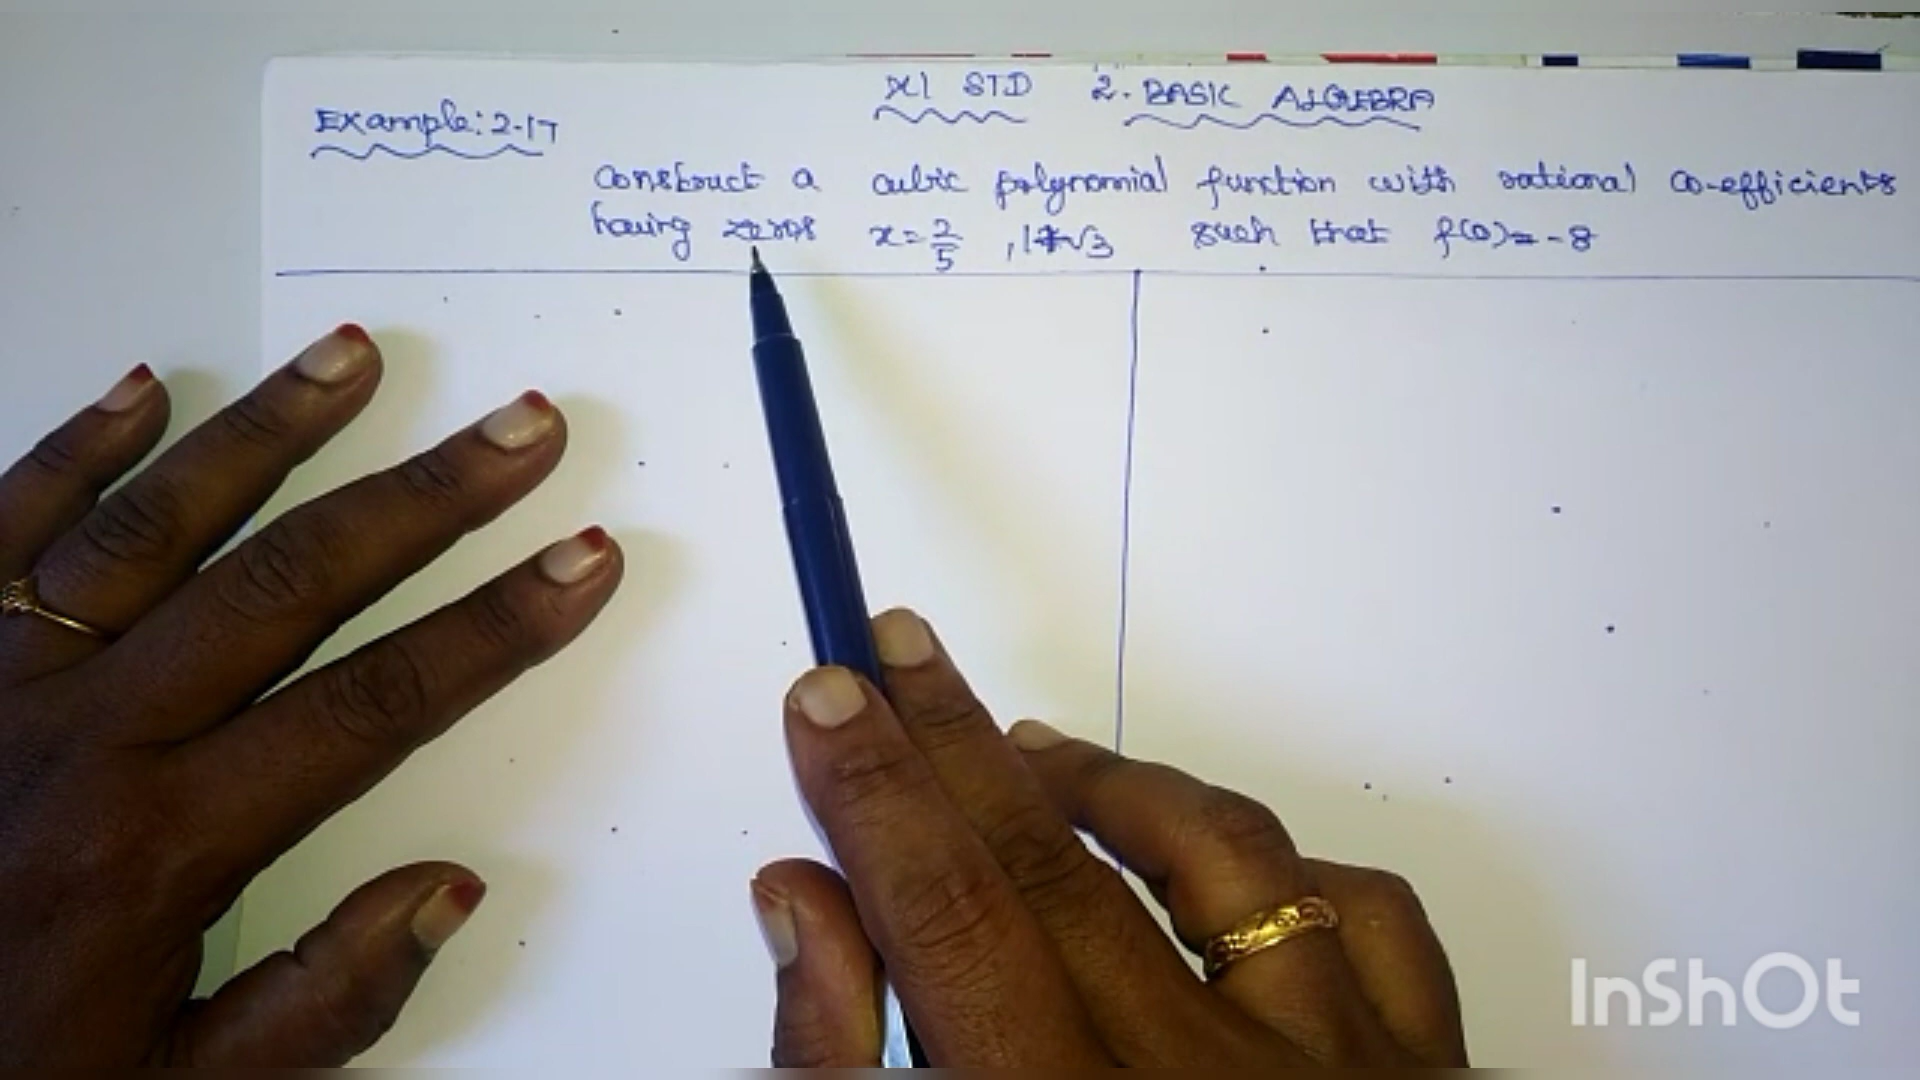 XI STD 2. BASIC ALGEBRA
Example: 2.17
Construct a cubic polynomial function with rational co-efficients
having zeros x = 2/5 , 1+√3 such that f(0) = -8
InShOt